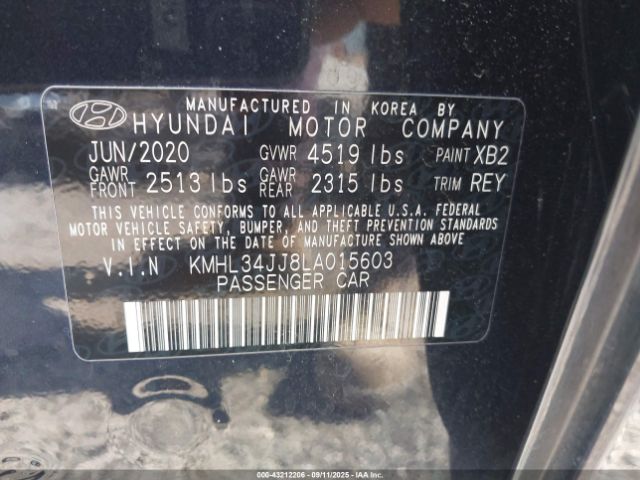 MANUFACTURED IN KOREA BY
HYUNDAI MOTOR COMPANY
JUN/2020 GVWR 4519 lbs PAINT XB2
GAWR FRONT 2513 lbs GAWR REAR 2315 lbs TRIM REY
THIS VEHICLE CONFORMS TO ALL APPLICABLE U.S.A. FEDERAL
MOTOR VEHICLE SAFETY, BUMPER, AND THEFT PREVENTION STANDARDS
IN EFFECT ON THE DATE OF MANUFACTURE SHOWN ABOVE
V.I.N KMHL34JJ8LA015603
PASSENGER CAR
000-43212206 - 09/11/2025 - IAA Inc.